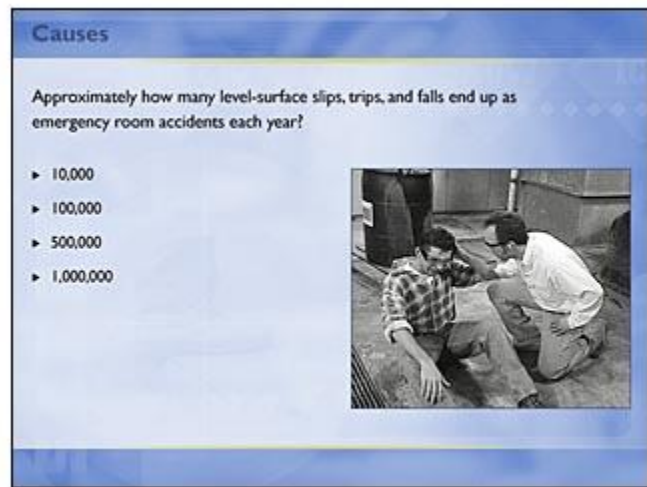 Causes
Approximately how many level-surface slips, trips, and falls end up as
emergency room accidents each year?
▸ 10,000
▸ 100,000
▸ 500,000
▸ 1,000,000